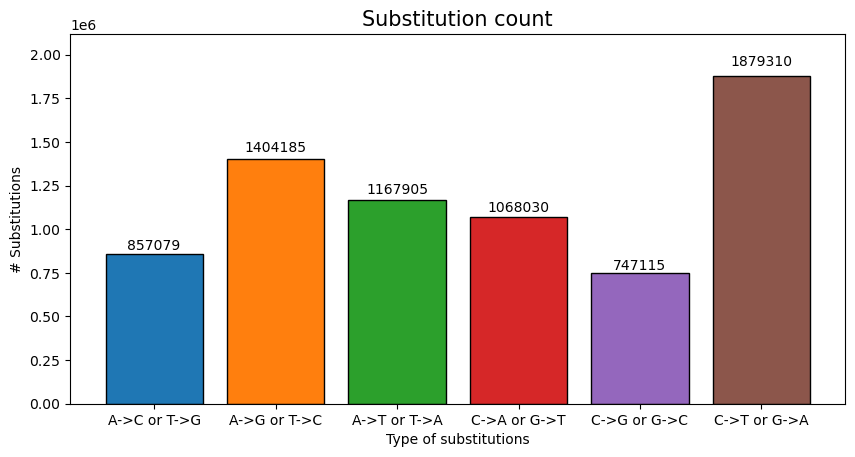 Substitution count
1e6
2.00
1.75
1.50
1.25
1.00
0.75
0.50
0.25
0.00
# Substitutions
857079
1404185
1167905
1068030
747115
1879310
A->C or T->G
A->G or T->C
A->T or T->A
C->A or G->T
C->G or G->C
C->T or G->A
Type of substitutions